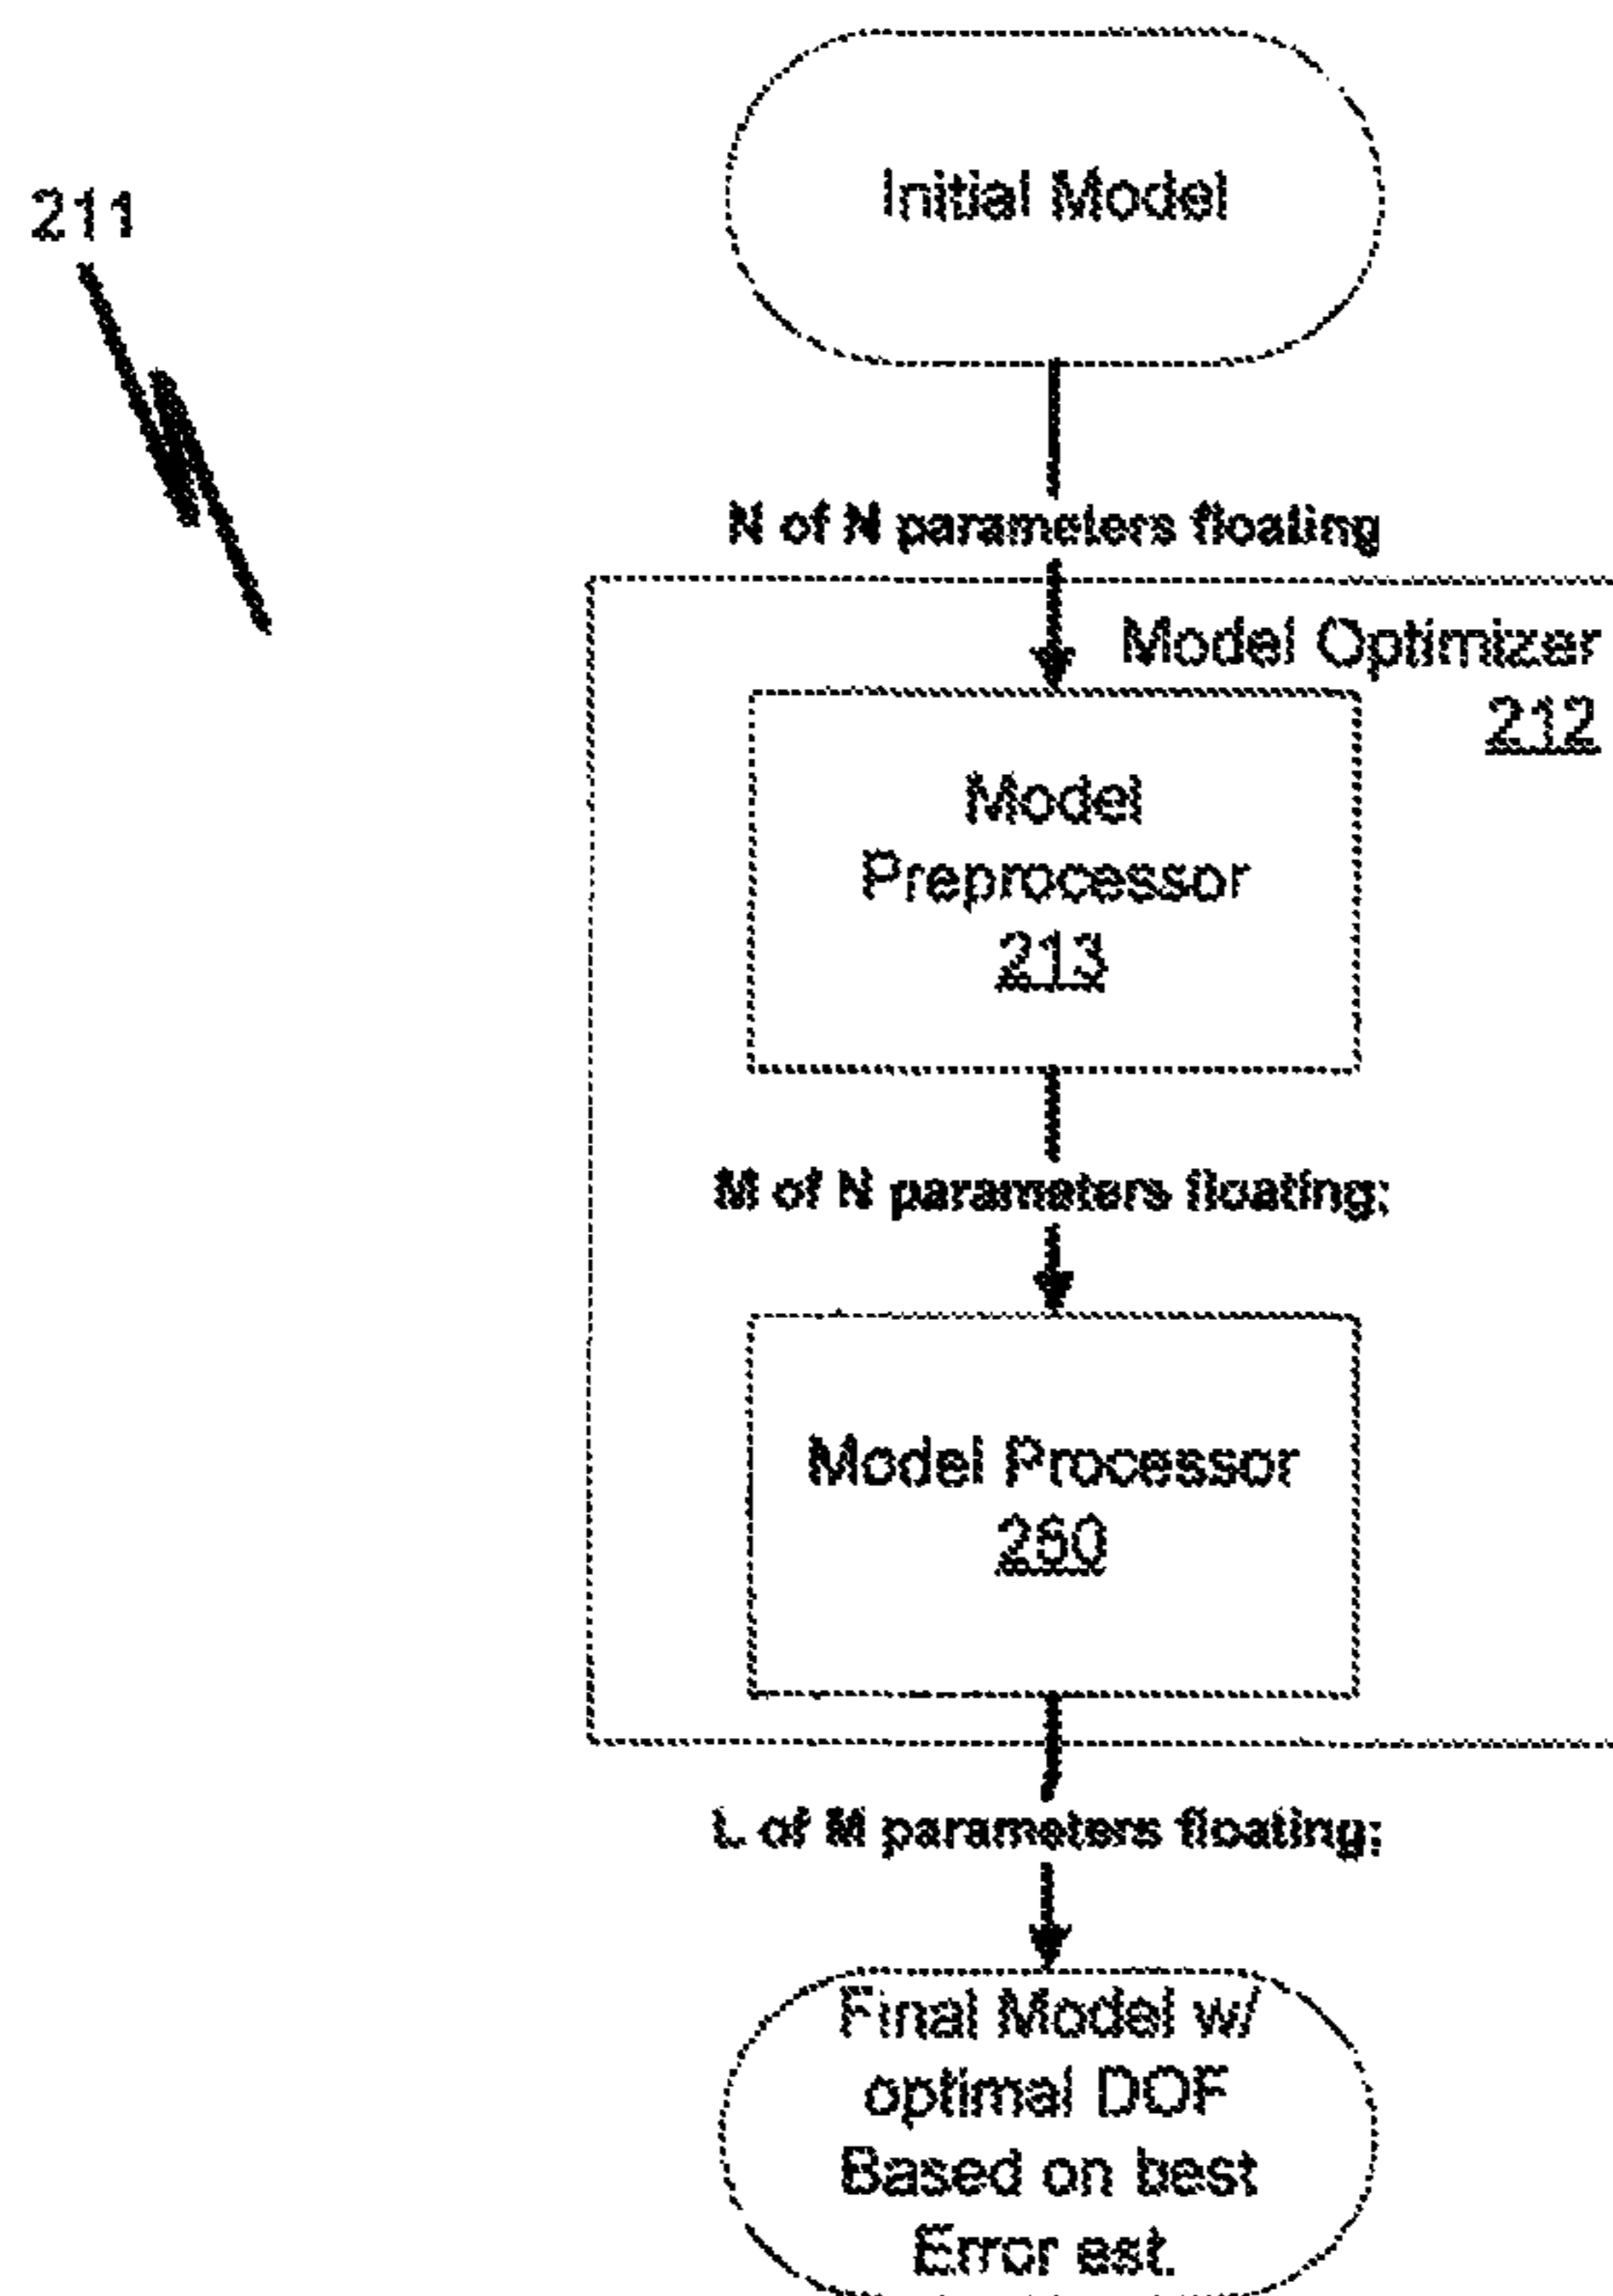 211
Initial Model
N of N parameters floating
Model Optimizer
212
Model
Preprocessor
213
M of N parameters floating;
Model Processor
250
L of M parameters floating;
Final Model w/
optimal DOF
Based on best
Error est.